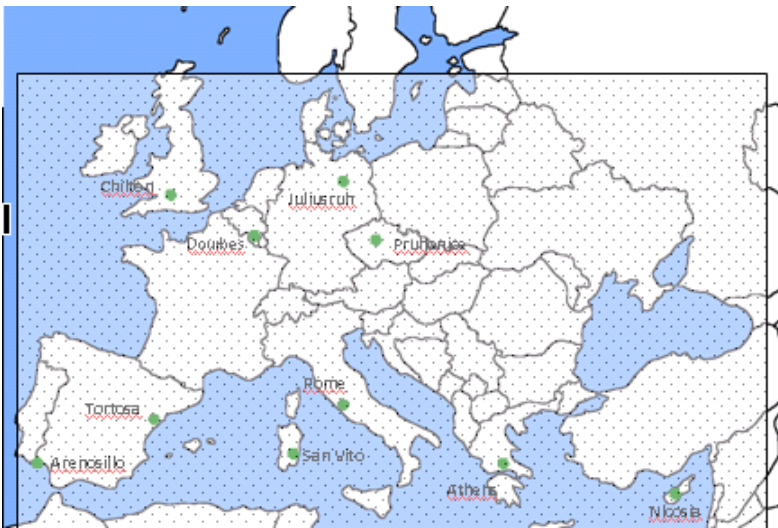 Chilton
Juliusruh
Dourbes
Pruhonice
Rome
Tortosa
San Vito
Arenosillo
Athens
Nicosia